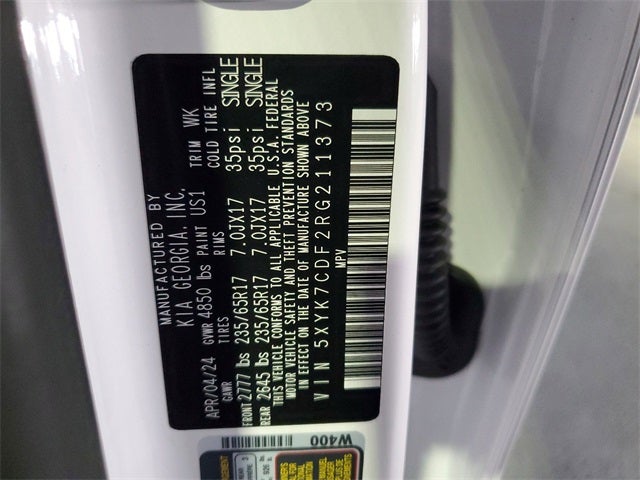 MANUFACTURED BY
KIA GEORGIA, INC.
APR/04/24 GVWR 4850 lbs PAINT US1 TRIM WK
GAWR TIRES RIMS COLD TIRE INFL
FRONT 2777 lbs 235/65R17 7.0JX17 35psi SINGLE
REAR 2645 lbs 235/65R17 7.0JX17 35psi SINGLE
THIS VEHICLE CONFORMS TO ALL APPLICABLE U.S.A. FEDERAL
MOTOR VEHICLE SAFETY AND THEFT PREVENTION STANDARDS
IN EFFECT ON THE DATE OF MANUFACTURE SHOWN ABOVE
VIN 5XYK7CDF2RG211373
MPV
W400